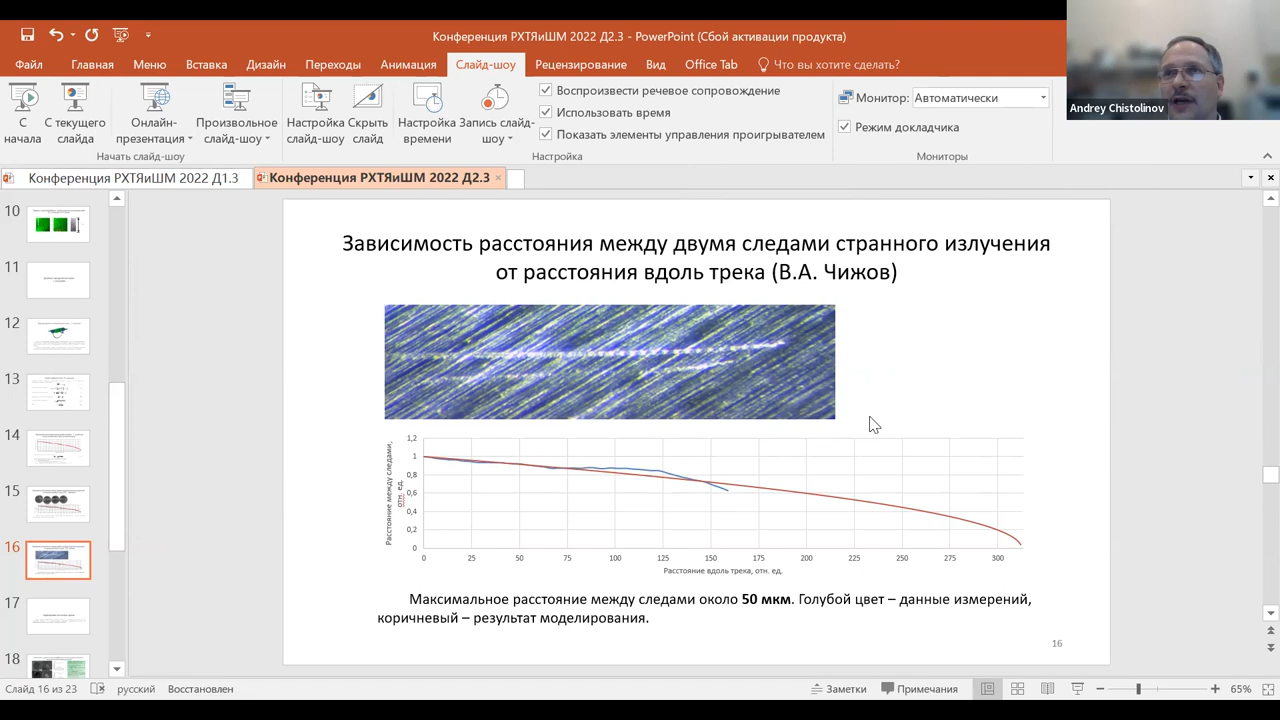 Конференция РХТЯиШМ 2022 Д2.3 - PowerPoint (Сбой активации продукта)
Andrey Chistolinov
Файл Главная Меню Вставка Дизайн Переходы Анимация Слайд-шоу Рецензирование Вид Office Tab Что вы хотите сделать?
С начала
С текущего слайда
Онлайн-презентация
Произвольное слайд-шоу
Начать слайд-шоу
Настройка слайд-шоу
Скрыть слайд
Настройка времени
Запись слайд-шоу
Воспроизвести речевое сопровождение
Использовать время
Показать элементы управления проигрывателем
Настройка
Монитор: Автоматически
Режим докладчика
Мониторы
Конференция РХТЯиШМ 2022 Д1.3
Конференция РХТЯиШМ 2022 Д2.3
10
11
12
13
14
15
16
17
18
Зависимость расстояния между двумя следами странного излучения
от расстояния вдоль трека (В.А. Чижов)
Расстояние между следами,
отн. ед.
1,2
1
0,8
0,6
0,4
0,2
0
0 25 50 75 100 125 150 175 200 225 250 275 300
Расстояние вдоль трека, отн. ед.
Максимальное расстояние между следами около 50 мкм. Голубой цвет – данные измерений,
коричневый – результат моделирования.
16
Слайд 16 из 23 русский Восстановлен Заметки Примечания 65%